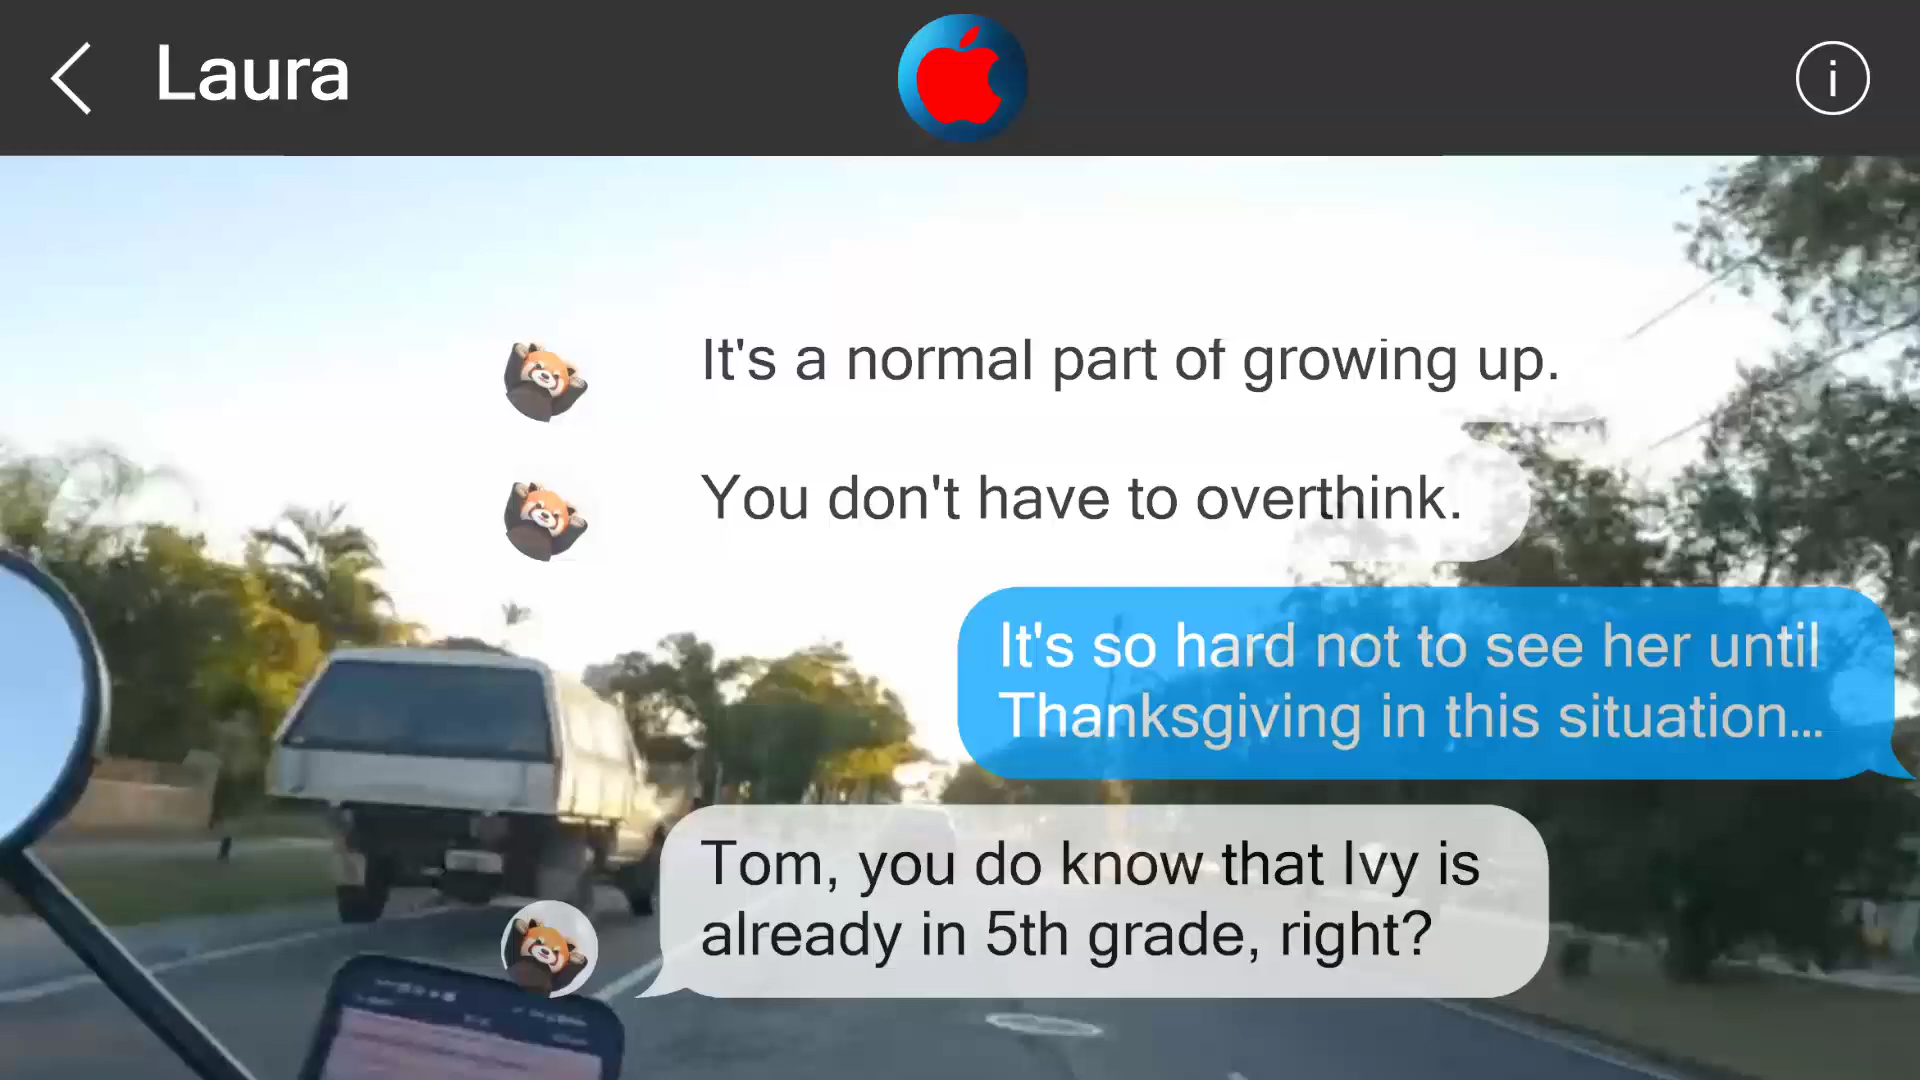 Laura
It's a normal part of growing up.
You don't have to overthink.
It's so hard not to see her until
Thanksgiving in this situation...
Tom, you do know that Ivy is
already in 5th grade, right?